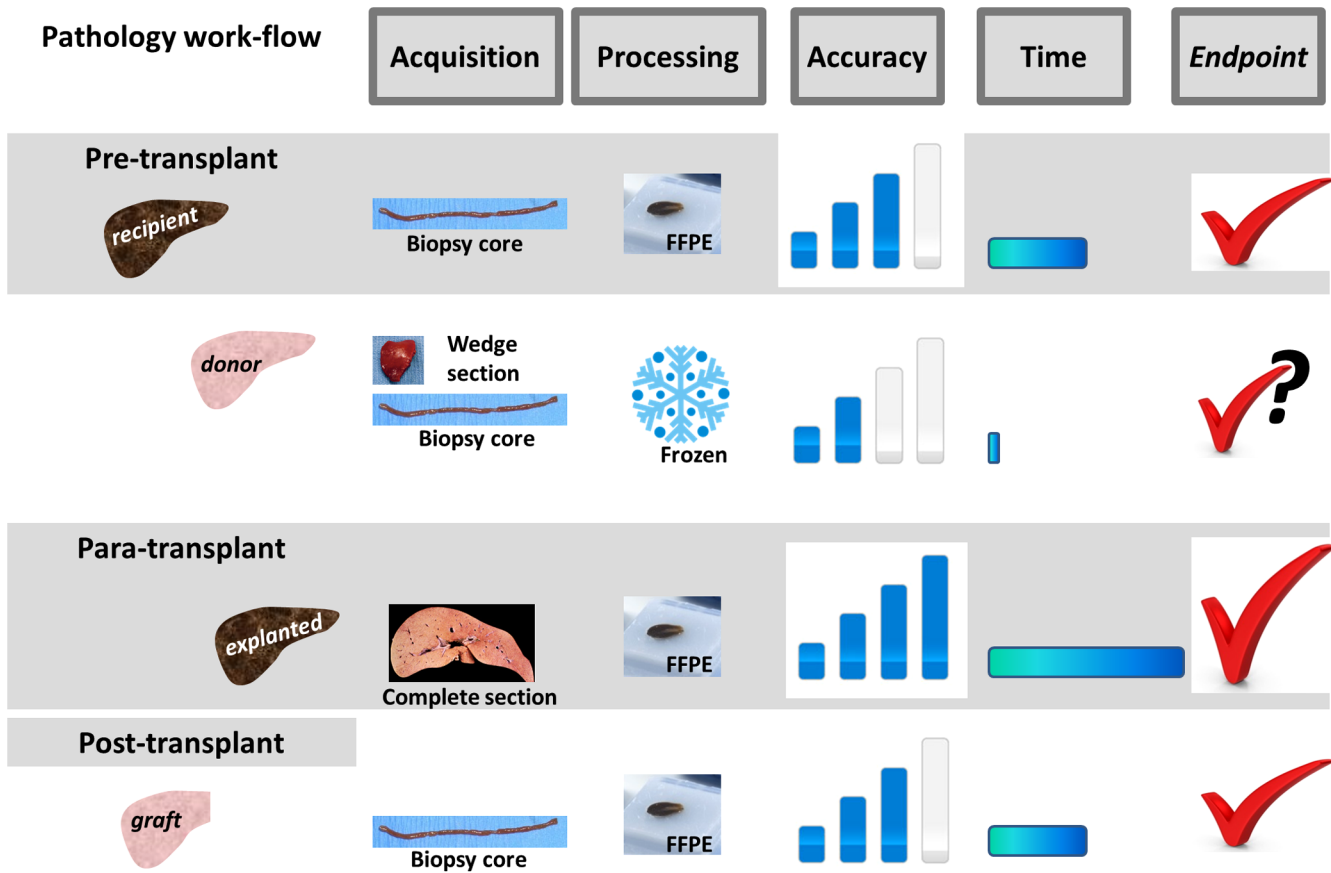 Pathology work-flow
Acquisition
Processing
Accuracy
Time
Endpoint
Pre-transplant
recipient
Biopsy core
FFPE
donor
Wedge
section
Biopsy core
Frozen
?
Para-transplant
explanted
Complete section
FFPE
Post-transplant
graft
Biopsy core
FFPE